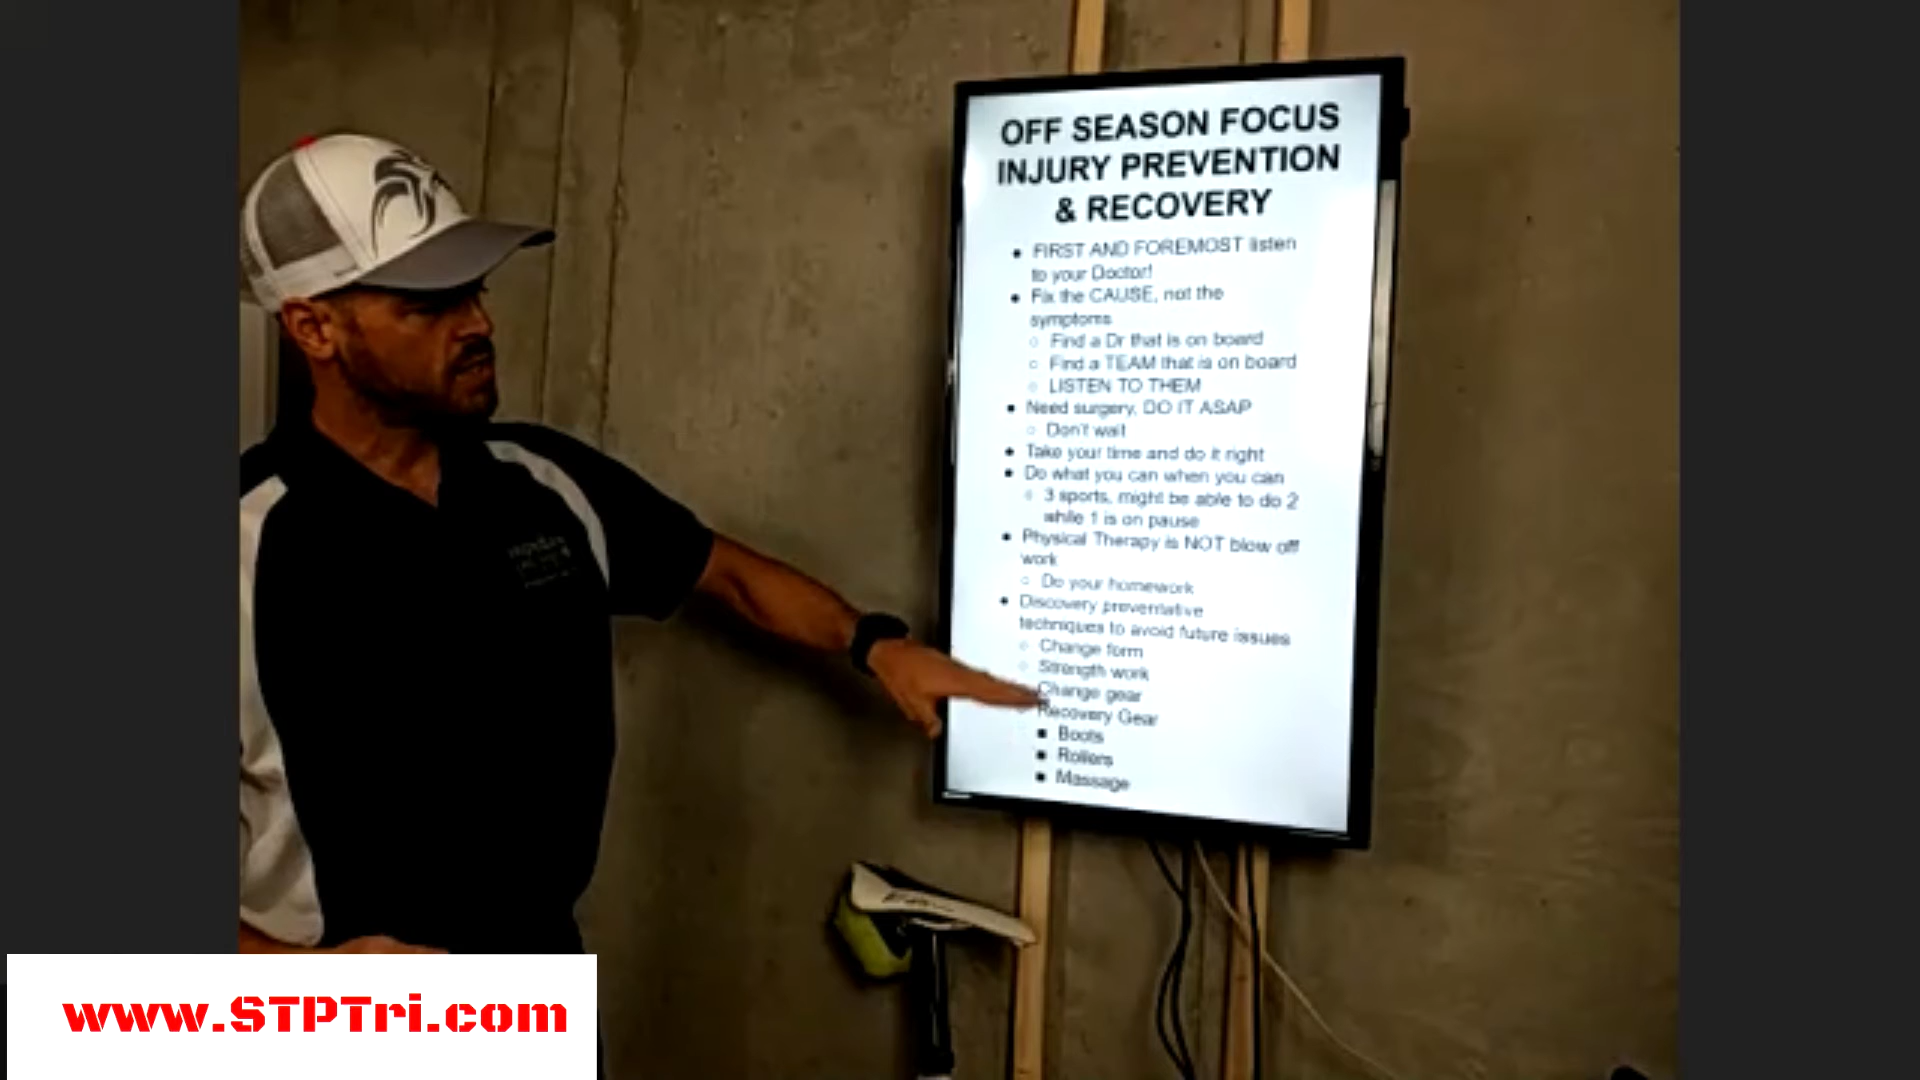 OFF SEASON FOCUS
INJURY PREVENTION
& RECOVERY
● FIRST AND FOREMOST listen
to your Doctor!
● Fix the CAUSE, not the
symptoms
○ Find a Dr that is on board
○ Find a TEAM that is on board
○ LISTEN TO THEM
● Need surgery, DO IT ASAP
○ Don't wait
● Take your time and do it right
● Do what you can when you can
○ 3 sports, might be able to do 2
while 1 is on pause
● Physical Therapy is NOT blow off
work
○ Do your homework
● Discovery preventative
techniques to avoid future issues
○ Change form
○ Strength work
Change gear
○ Recovery Gear
■ Boots
■ Rollers
■ Massage
www.STPTri.com